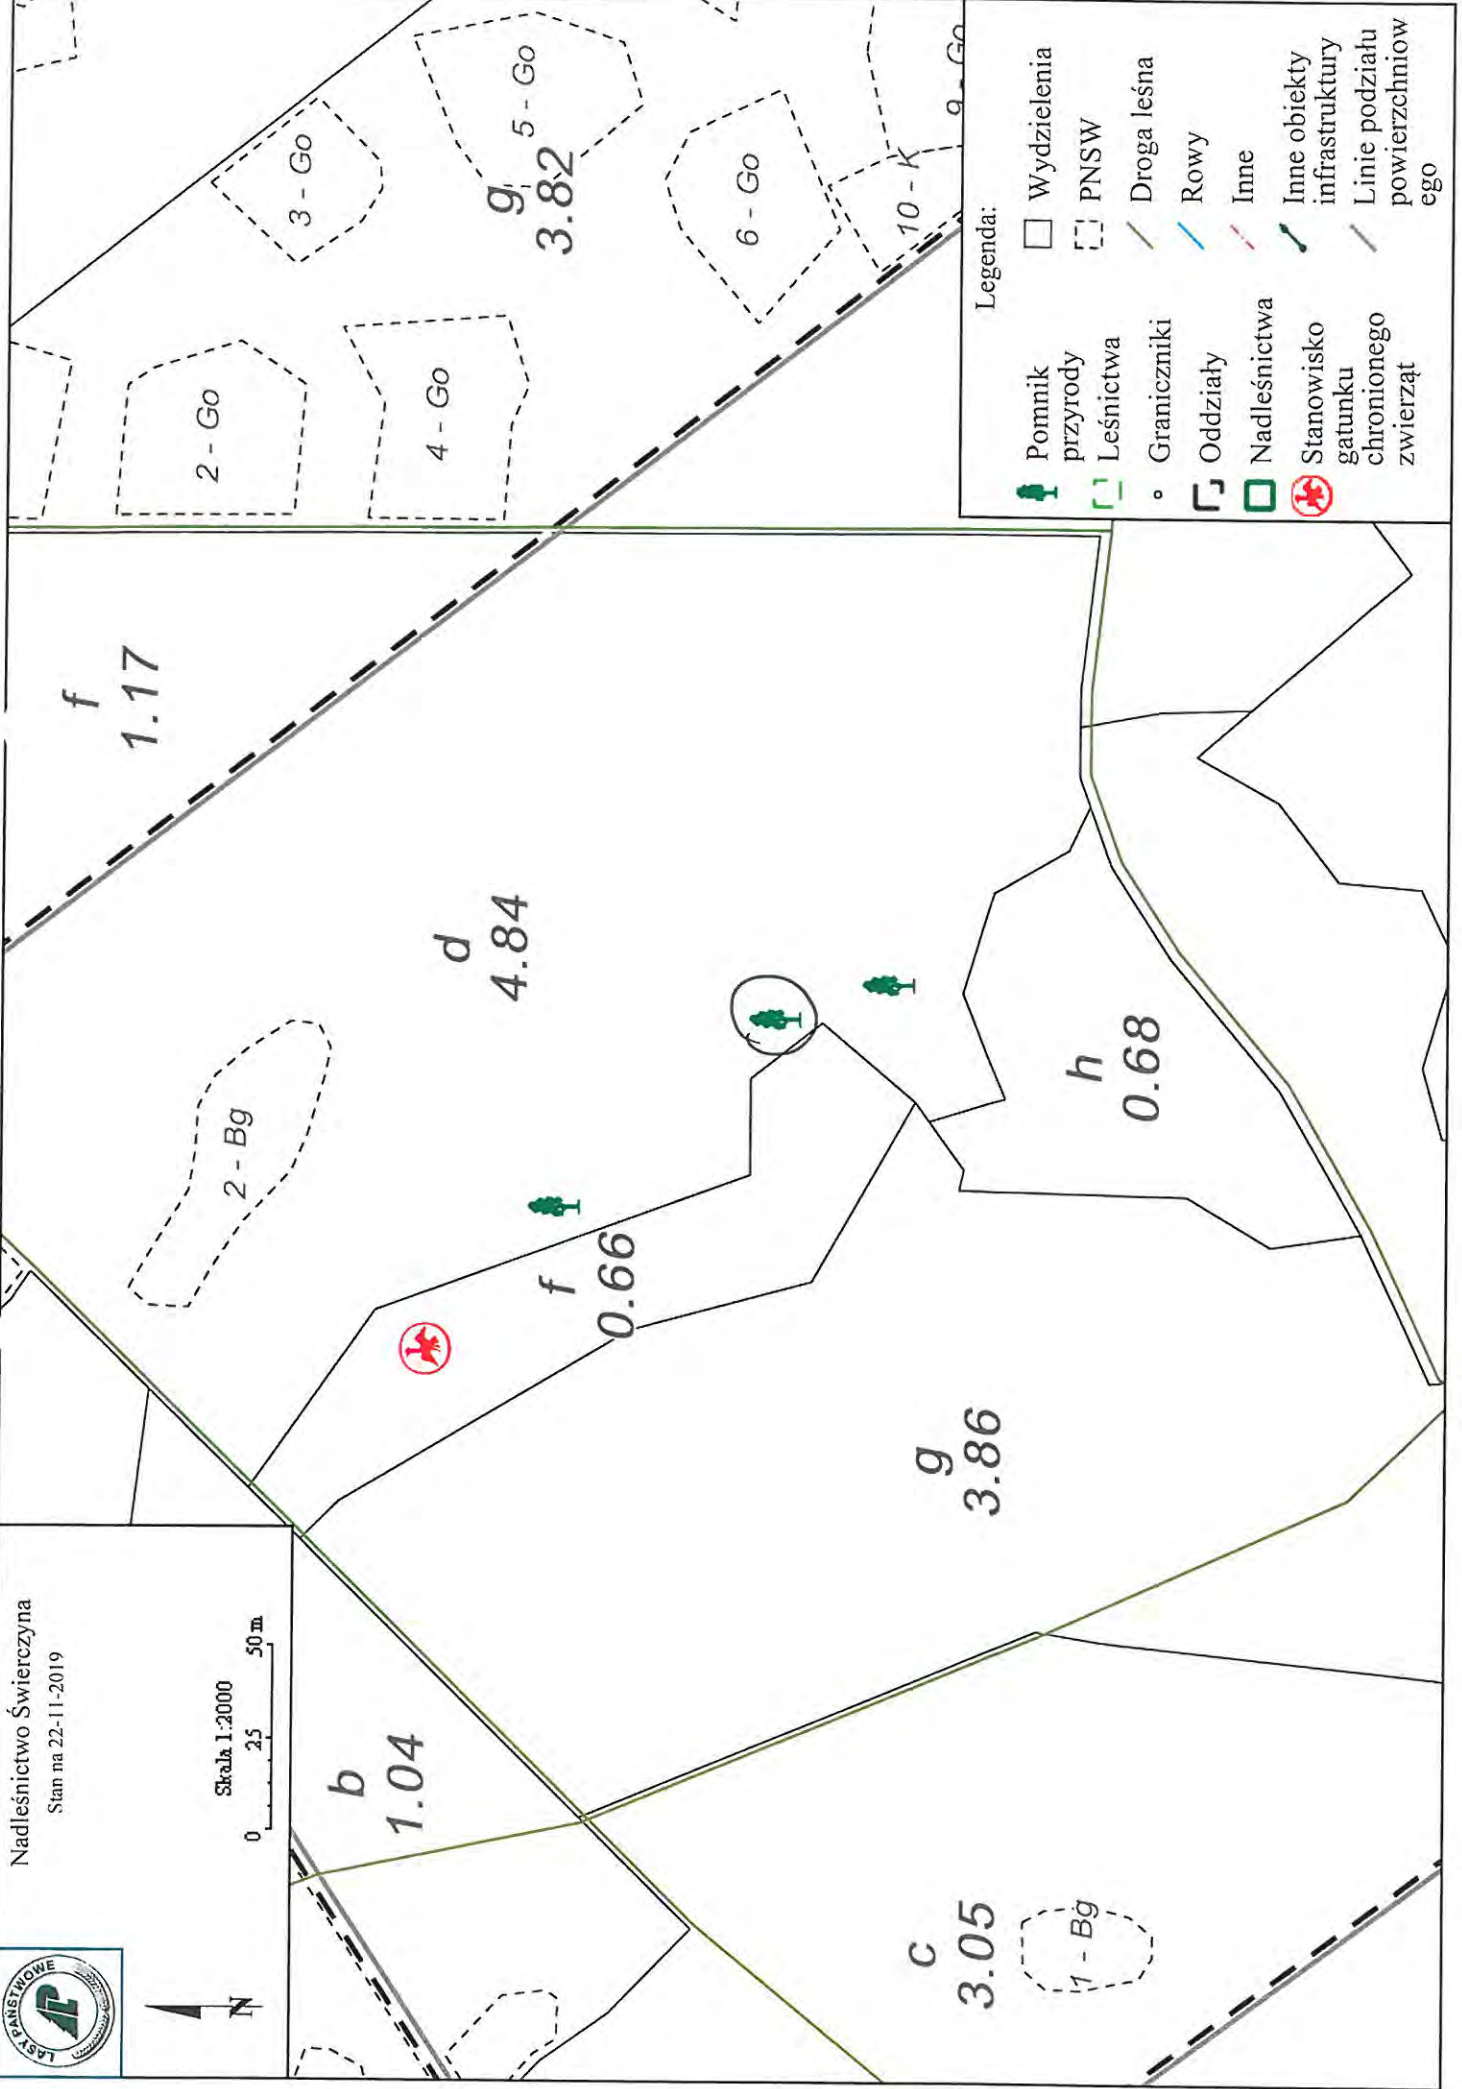 LASY PAŃSTWOWE
LP
N
Nadleśnictwo Świerczyna
Stan na 22-11-2019
Skala 1:2000
0 25 50 m
b
1.04
c
3.05
1 - Bg
g
3.86
f
0.66
2 - Bg
h
0.68
d
4.84
f
1.17
2 - Go
4 - Go
3 - Go
g
3.82
5 - Go
6 - Go
10 - K
9 - Go
Legenda:
Pomnik
przyrody
Leśnictwa
Graniczniki
Oddziały
Nadleśnictwa
Stanowisko
gatunku
chronionego
zwierząt
Wydzielenia
PNSW
Droga leśna
Rowy
Inne
Inne obiekty
infrastruktury
Linie podziału
powierzchniow
ego